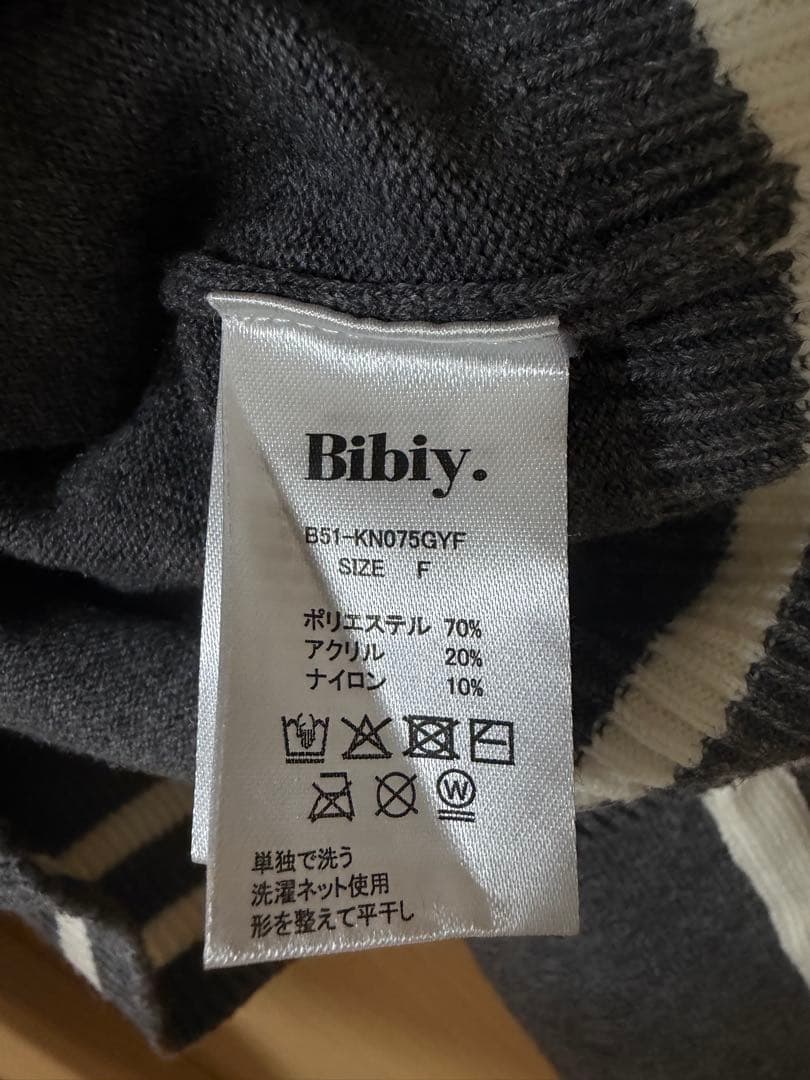 Bibiy.
B51-KN075GYF
SIZE F
ポリエステル 70%
アクリル 20%
ナイロン 10%
W
単独で洗う
洗濯ネット使用
形を整えて平干し